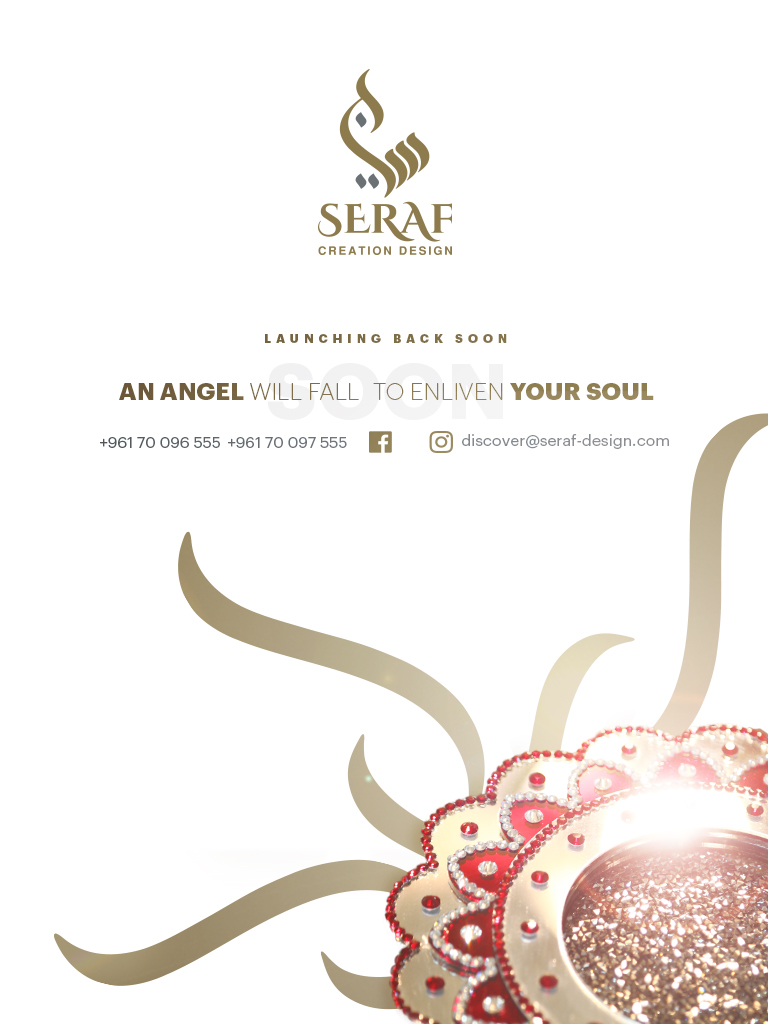 سيراف
SERAF
CREATION DESIGN
LAUNCHING BACK SOON
SOON
AN ANGEL WILL FALL TO ENLIVEN YOUR SOUL
+961 70 096 555 +961 70 097 555 discover@seraf-design.com